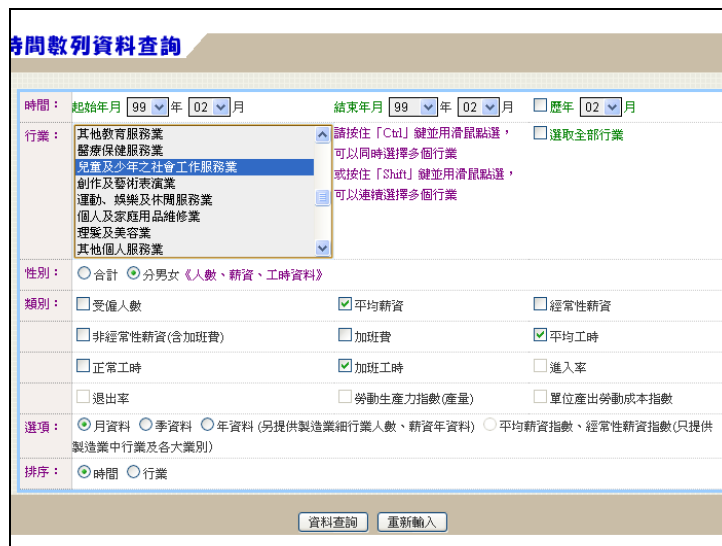 時間數列資料查詢
時間： 起始年月 99 年 02 月 結束年月 99 年 02 月 歷年 02 月
行業： 其他教育服務業 請按住「Ctrl」鍵並用滑鼠點選， 選取全部行業
醫療保健服務業 可以同時選擇多個行業
兒童及少年之社會工作服務業 或按住「Shift」鍵並用滑鼠點選，
創作及藝術表演業 可以連續選擇多個行業
運動、娛樂及休閒服務業
個人及家庭用品維修業
理髮及美容業
其他個人服務業
性別： 合計 分男女《人數、薪資、工時資料》
類別： 受僱人數 平均薪資 經常性薪資
非經常性薪資(含加班費) 加班費 平均工時
正常工時 加班工時 進入率
退出率 勞動生產力指數(產量) 單位產出勞動成本指數
選項： 月資料 季資料 年資料 (另提供製造業細行業人數、薪資年資料) 平均薪資指數、經常性薪資指數(只提供
製造業中行業及各大業別)
排序： 時間 行業
資料查詢 重新輸入